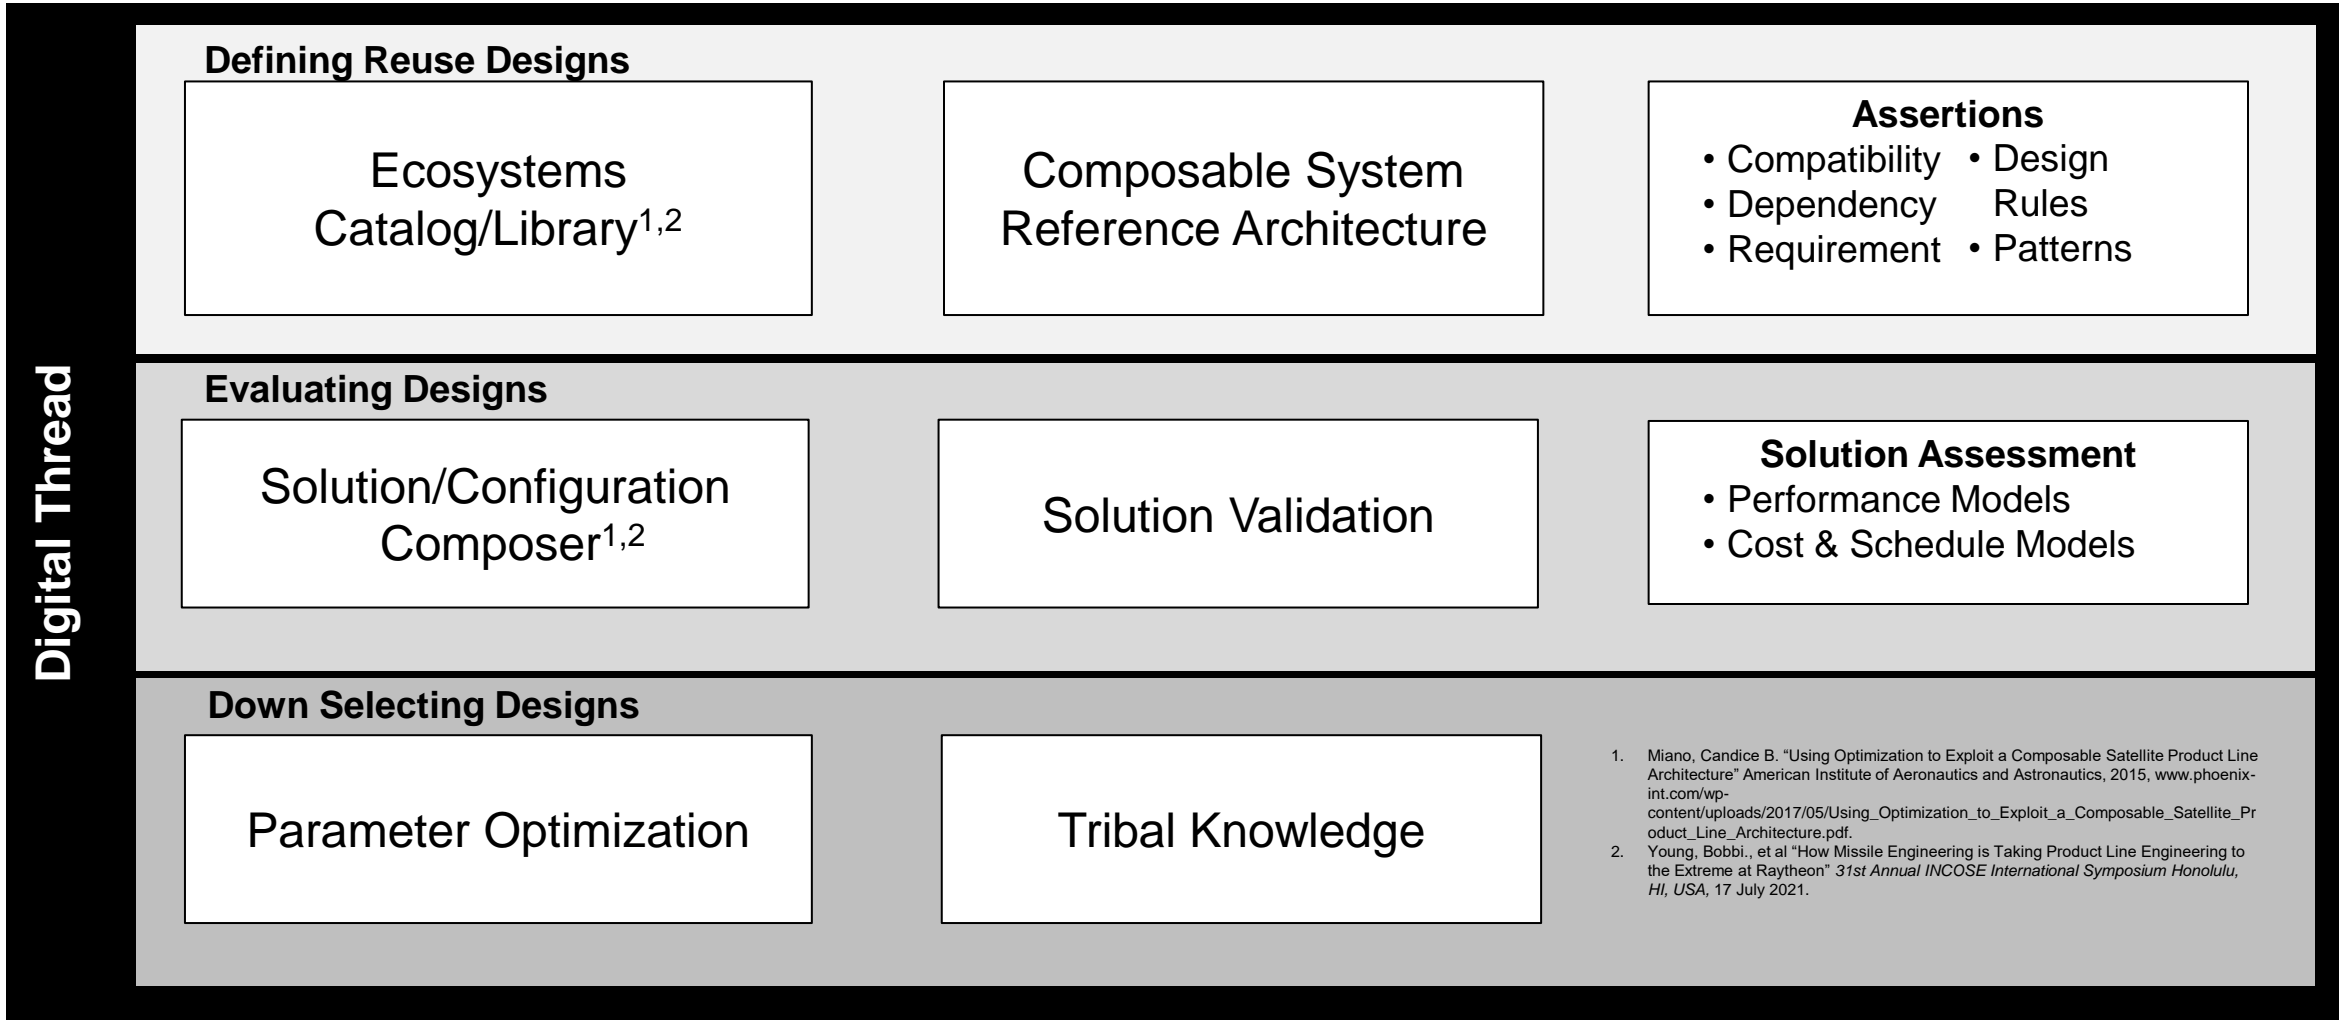 Digital Thread
Defining Reuse Designs
Ecosystems
Catalog/Library1,2
Composable System
Reference Architecture
Assertions
• Compatibility
• Dependency
• Requirement
• Design
Rules
• Patterns
Evaluating Designs
Solution/Configuration
Composer1,2
Solution Validation
Solution Assessment
• Performance Models
• Cost & Schedule Models
Down Selecting Designs
Parameter Optimization
Tribal Knowledge
1. Miano, Candice B. “Using Optimization to Exploit a Composable Satellite Product Line
Architecture” American Institute of Aeronautics and Astronautics, 2015, www.phoenix-
int.com/wp-
content/uploads/2017/05/Using_Optimization_to_Exploit_a_Composable_Satellite_Pr
oduct_Line_Architecture.pdf.
2. Young, Bobbi., et al “How Missile Engineering is Taking Product Line Engineering to
the Extreme at Raytheon” 31st Annual INCOSE International Symposium Honolulu,
HI, USA, 17 July 2021.